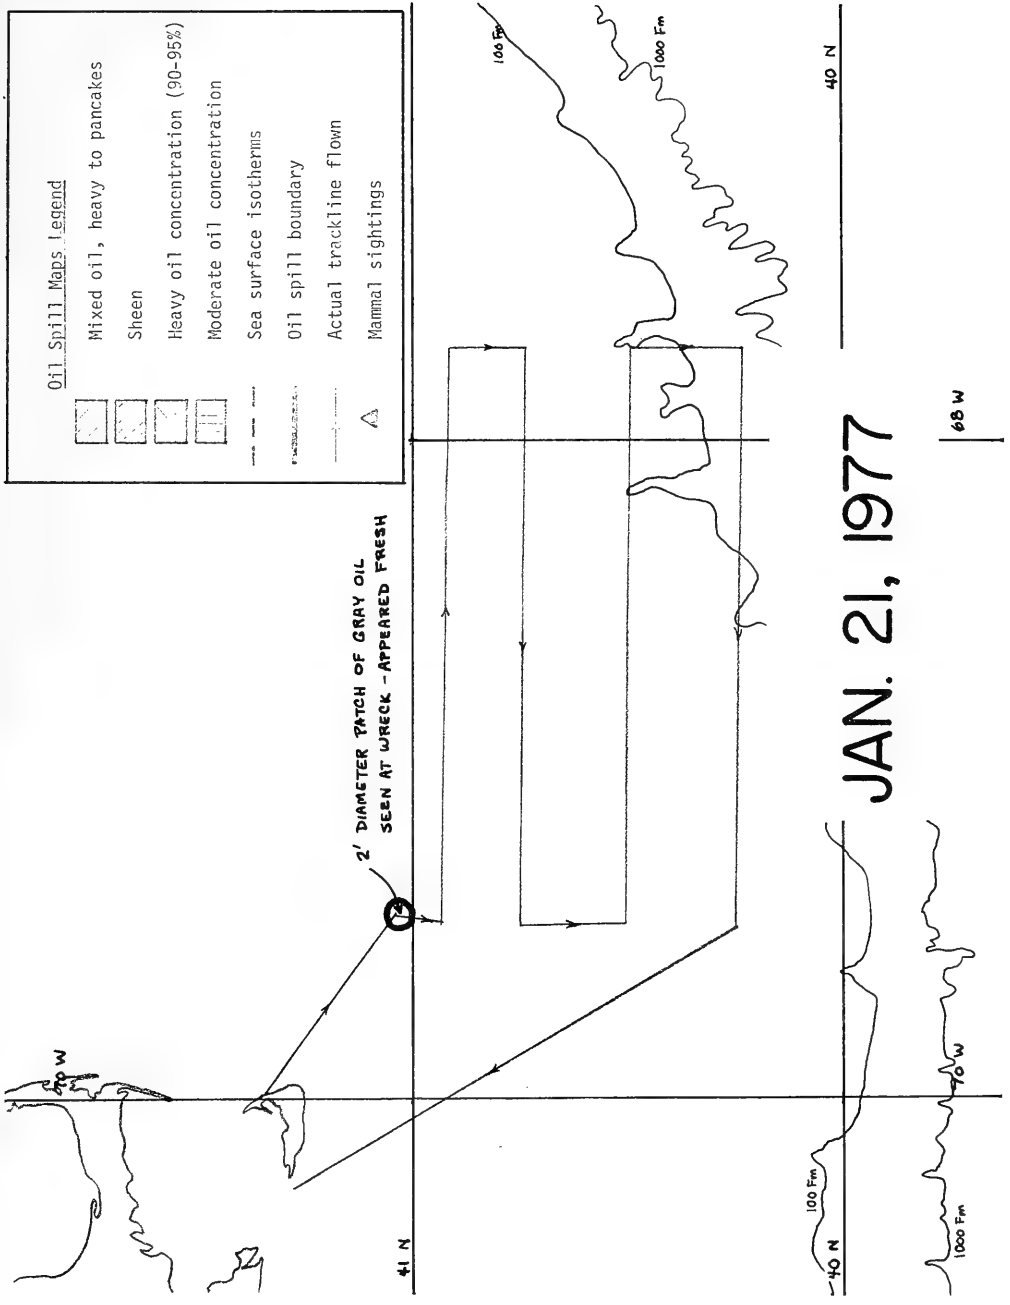 Oil Spill Maps Legend
Mixed oil, heavy to pancakes
Sheen
Heavy oil concentration (90-95%)
Moderate oil concentration
Sea surface isotherms
Oil spill boundary
Actual trackline flown
Mammal sightings
2' DIAMETER PATCH OF GRAY OIL
SEEN AT WRECK - APPEARED FRESH
70 W
41 N
100 Fm
1000 Fm
40 N
68 W
JAN. 21, 1977
100 Fm
40 N
70 W
1000 Fm